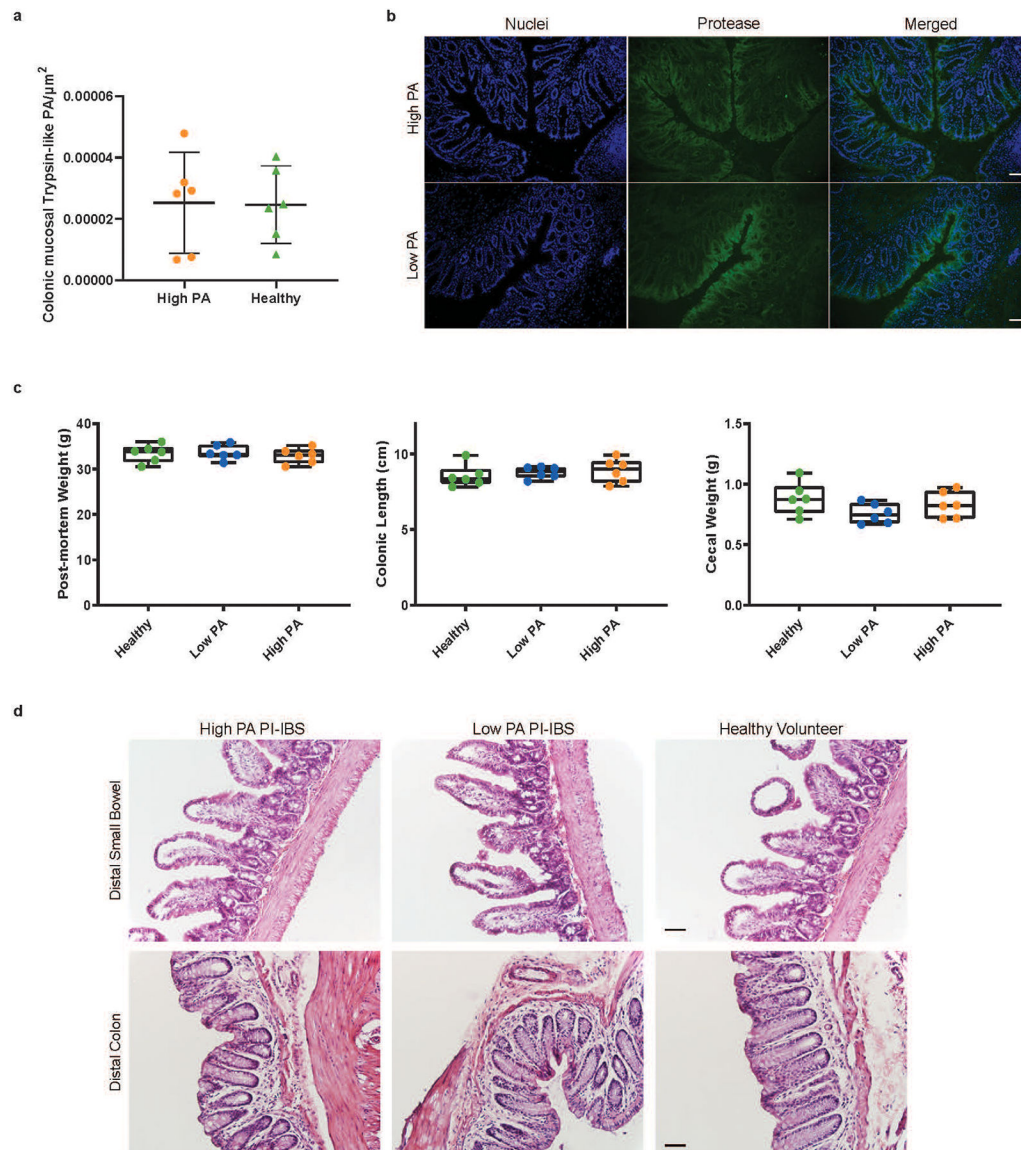 a
Colonic mucosal Trypsin-like PA/µm²
0.00006
0.00004
0.00002
0.00000
High PA
Healthy
b
Nuclei
Protease
Merged
High PA
Low PA
c
Post-mortem Weight (g)
40
30
20
10
0
Healthy
Low PA
High PA
Colonic Length (cm)
10
5
0
Healthy
Low PA
High PA
Cecal Weight (g)
1.5
1.0
0.5
0.0
Healthy
Low PA
High PA
d
High PA PI-IBS
Low PA PI-IBS
Healthy Volunteer
Distal Small Bowel
Distal Colon